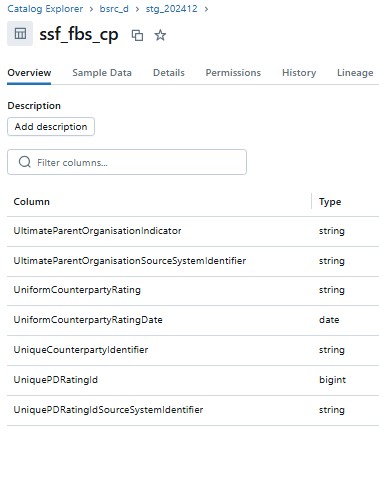 Catalog Explorer > bsrc_d > stg_202412 >
ssf_fbs_cp
Overview Sample Data Details Permissions History Lineage
Description
Add description
Filter columns...
Column Type
UltimateParentOrganisationIndicator string
UltimateParentOrganisationSourceSystemIdentifier string
UniformCounterpartyRating string
UniformCounterpartyRatingDate date
UniqueCounterpartyIdentifier string
UniquePDRatingId bigint
UniquePDRatingIdSourceSystemIdentifier string